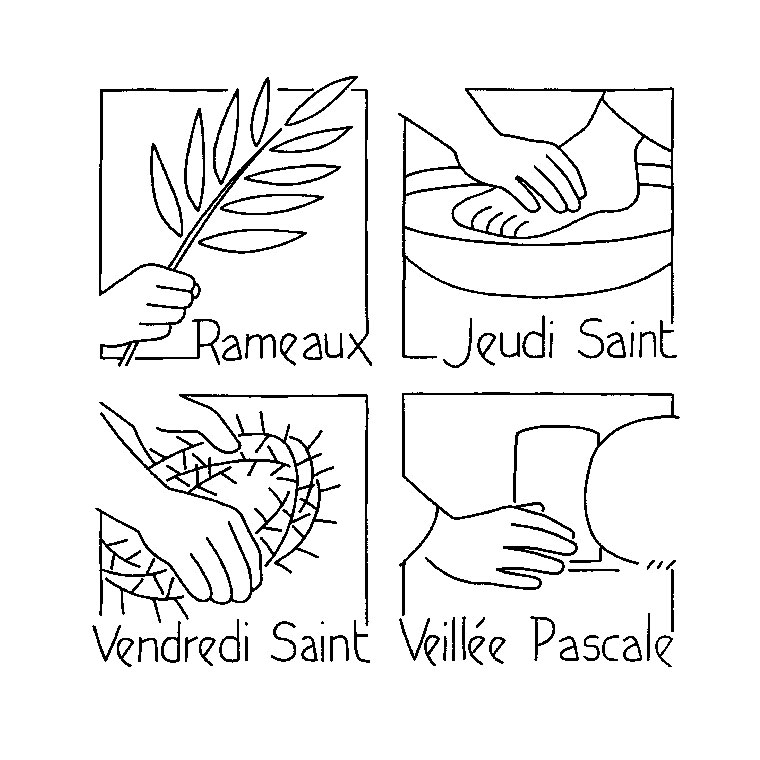 Rameaux
Jeudi Saint
Vendredi Saint
Veillée Pascale